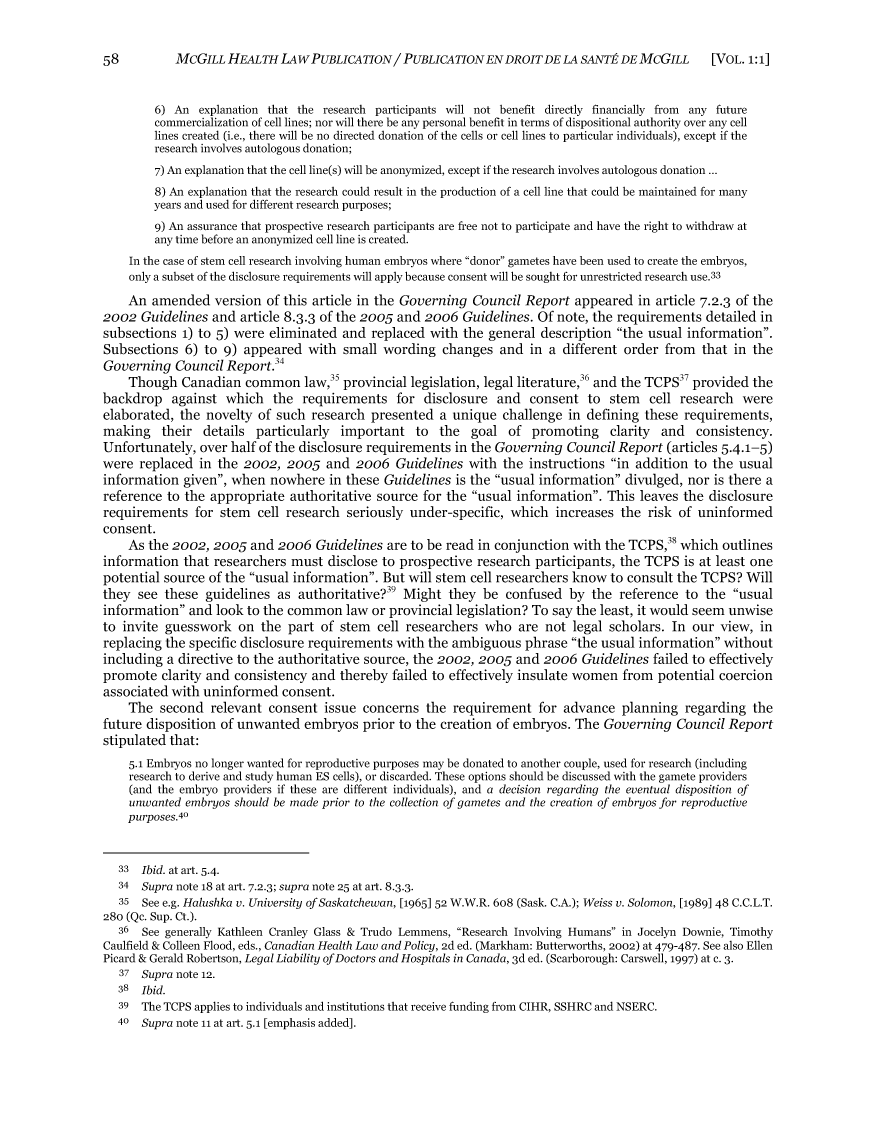 58 MCGILL HEALTH LAW PUBLICATION / PUBLICATION EN DROIT DE LA SANTÉ DE MCGILL [VOL. 1:1]
6) An explanation that the research participants will not benefit directly financially from any future
commercialization of cell lines; nor will there be any personal benefit in terms of dispositional authority over any cell
lines created (i.e., there will be no directed donation of the cells or cell lines to particular individuals), except if the
research involves autologous donation;
7) An explanation that the cell line(s) will be anonymized, except if the research involves autologous donation ...
8) An explanation that the research could result in the production of a cell line that could be maintained for many
years and used for different research purposes;
9) An assurance that prospective research participants are free not to participate and have the right to withdraw at
any time before an anonymized cell line is created.
In the case of stem cell research involving human embryos where “donor” gametes have been used to create the embryos,
only a subset of the disclosure requirements will apply because consent will be sought for unrestricted research use.33
An amended version of this article in the Governing Council Report appeared in article 7.2.3 of the
2002 Guidelines and article 8.3.3 of the 2005 and 2006 Guidelines. Of note, the requirements detailed in
subsections 1) to 5) were eliminated and replaced with the general description “the usual information”.
Subsections 6) to 9) appeared with small wording changes and in a different order from that in the
Governing Council Report.34
Though Canadian common law,35 provincial legislation, legal literature,36 and the TCPS37 provided the
backdrop against which the requirements for disclosure and consent to stem cell research were
elaborated, the novelty of such research presented a unique challenge in defining these requirements,
making their details particularly important to the goal of promoting clarity and consistency.
Unfortunately, over half of the disclosure requirements in the Governing Council Report (articles 5.4.1–5)
were replaced in the 2002, 2005 and 2006 Guidelines with the instructions “in addition to the usual
information given”, when nowhere in these Guidelines is the “usual information” divulged, nor is there a
reference to the appropriate authoritative source for the “usual information”. This leaves the disclosure
requirements for stem cell research seriously under-specific, which increases the risk of uninformed
consent.
As the 2002, 2005 and 2006 Guidelines are to be read in conjunction with the TCPS,38 which outlines
information that researchers must disclose to prospective research participants, the TCPS is at least one
potential source of the “usual information”. But will stem cell researchers know to consult the TCPS? Will
they see these guidelines as authoritative?39 Might they be confused by the reference to the “usual
information” and look to the common law or provincial legislation? To say the least, it would seem unwise
to invite guesswork on the part of stem cell researchers who are not legal scholars. In our view, in
replacing the specific disclosure requirements with the ambiguous phrase “the usual information” without
including a directive to the authoritative source, the 2002, 2005 and 2006 Guidelines failed to effectively
promote clarity and consistency and thereby failed to effectively insulate women from potential coercion
associated with uninformed consent.
The second relevant consent issue concerns the requirement for advance planning regarding the
future disposition of unwanted embryos prior to the creation of embryos. The Governing Council Report
stipulated that:
5.1 Embryos no longer wanted for reproductive purposes may be donated to another couple, used for research (including
research to derive and study human ES cells), or discarded. These options should be discussed with the gamete providers
(and the embryo providers if these are different individuals), and a decision regarding the eventual disposition of
unwanted embryos should be made prior to the collection of gametes and the creation of embryos for reproductive
purposes.40
33 Ibid. at art. 5.4.
34 Supra note 18 at art. 7.2.3; supra note 25 at art. 8.3.3.
35 See e.g. Halushka v. University of Saskatchewan, [1965] 52 W.W.R. 608 (Sask. C.A.); Weiss v. Solomon, [1989] 48 C.C.L.T.
280 (Qc. Sup. Ct.).
36 See generally Kathleen Cranley Glass & Trudo Lemmens, “Research Involving Humans” in Jocelyn Downie, Timothy
Caulfield & Colleen Flood, eds., Canadian Health Law and Policy, 2d ed. (Markham: Butterworths, 2002) at 479-487. See also Ellen
Picard & Gerald Robertson, Legal Liability of Doctors and Hospitals in Canada, 3d ed. (Scarborough: Carswell, 1997) at c. 3.
37 Supra note 12.
38 Ibid.
39 The TCPS applies to individuals and institutions that receive funding from CIHR, SSHRC and NSERC.
40 Supra note 11 at art. 5.1 [emphasis added].